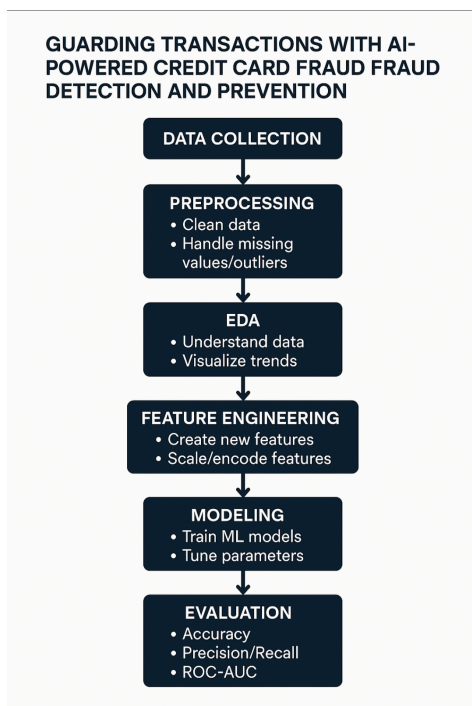 GUARDING TRANSACTIONS WITH AI-
POWERED CREDIT CARD FRAUD FRAUD
DETECTION AND PREVENTION
DATA COLLECTION
PREPROCESSING
• Clean data
• Handle missing
values/outliers
EDA
• Understand data
• Visualize trends
FEATURE ENGINEERING
• Create new features
• Scale/encode features
MODELING
• Train ML models
• Tune parameters
EVALUATION
• Accuracy
• Precision/Recall
• ROC-AUC